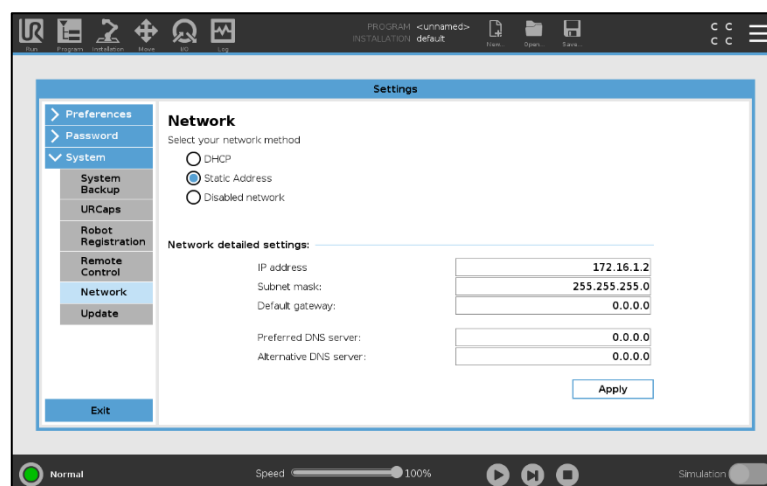 UR
PROGRAM <unnamed>
INSTALLATION default
Run Program Installation Move I/O Log New... Open... Save...
C C
C C
Settings
Preferences
Password
System
System
Backup
URCaps
Robot
Registration
Remote
Control
Network
Update
Exit
Network
Select your network method
DHCP
Static Address
Disabled network
Network detailed settings:
IP address 172.16.1.2
Subnet mask: 255.255.255.0
Default gateway: 0.0.0.0
Preferred DNS server: 0.0.0.0
Alternative DNS server: 0.0.0.0
Apply
Normal Speed 100% Simulation